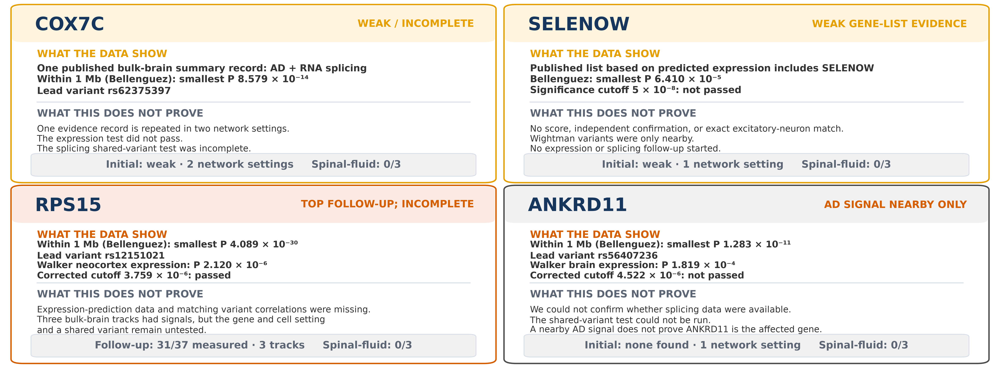 COX7C
WEAK / INCOMPLETE
WHAT THE DATA SHOW
One published bulk-brain summary record: AD + RNA splicing
Within 1 Mb (Bellenguez): smallest P 8.579 × 10⁻¹⁴
Lead variant rs62375397
WHAT THIS DOES NOT PROVE
One evidence record is repeated in two network settings.
The expression test did not pass.
The splicing shared-variant test was incomplete.
Initial: weak · 2 network settings Spinal-fluid: 0/3
SELENOW
WEAK GENE-LIST EVIDENCE
WHAT THE DATA SHOW
Published list based on predicted expression includes SELENOW
Bellenguez: smallest P 6.410 × 10⁻⁵
Significance cutoff 5 × 10⁻⁸: not passed
WHAT THIS DOES NOT PROVE
No score, independent confirmation, or exact excitatory-neuron match.
Wightman variants were only nearby.
No expression or splicing follow-up started.
Initial: weak · 1 network setting Spinal-fluid: 0/3
RPS15
TOP FOLLOW-UP; INCOMPLETE
WHAT THE DATA SHOW
Within 1 Mb (Bellenguez): smallest P 4.089 × 10⁻³⁰
Lead variant rs12151021
Walker neocortex expression: P 2.120 × 10⁻⁶
Corrected cutoff 3.759 × 10⁻⁶: passed
WHAT THIS DOES NOT PROVE
Expression-prediction data and matching variant correlations were missing.
Three bulk-brain tracks had signals, but the gene and cell setting
and a shared variant remain untested.
Follow-up: 31/37 measured · 3 tracks Spinal-fluid: 0/3
ANKRD11
AD SIGNAL NEARBY ONLY
WHAT THE DATA SHOW
Within 1 Mb (Bellenguez): smallest P 1.283 × 10⁻¹¹
Lead variant rs56407236
Walker brain expression: P 1.819 × 10⁻⁴
Corrected cutoff 4.522 × 10⁻⁶: not passed
WHAT THIS DOES NOT PROVE
We could not confirm whether splicing data were available.
The shared-variant test could not be run.
A nearby AD signal does not prove ANKRD11 is the affected gene.
Initial: none found · 1 network setting Spinal-fluid: 0/3